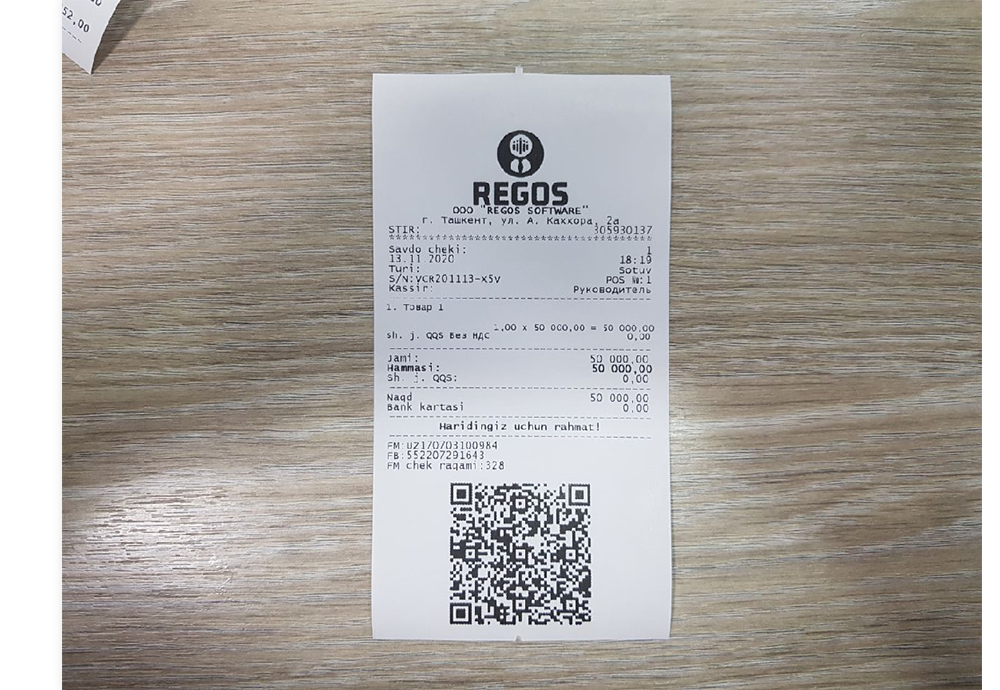 52,00
REGOS
ООО "REGOS SOFTWARE"
г. Ташкент, ул. А. Каххора, 2а
STIR: 305930137
Savdo cheki: 1
13.11.2020 18:19
Turi: Sotuv
S/N:VCR201113-x5v POS №:1
Kassir: Руководитель
1. Товар 1
1,00 x 50 000,00 = 50 000,00
sh. j. QQS Без НДС 0,00
Jami: 50 000,00
Hammasi: 50 000,00
Sh. j. QQS: 0,00
Naqd 50 000,00
Bank kartasi 0,00
Haridingiz uchun rahmat!
FM:UZ170703100984
FB:552207291643
FM chek raqami:328